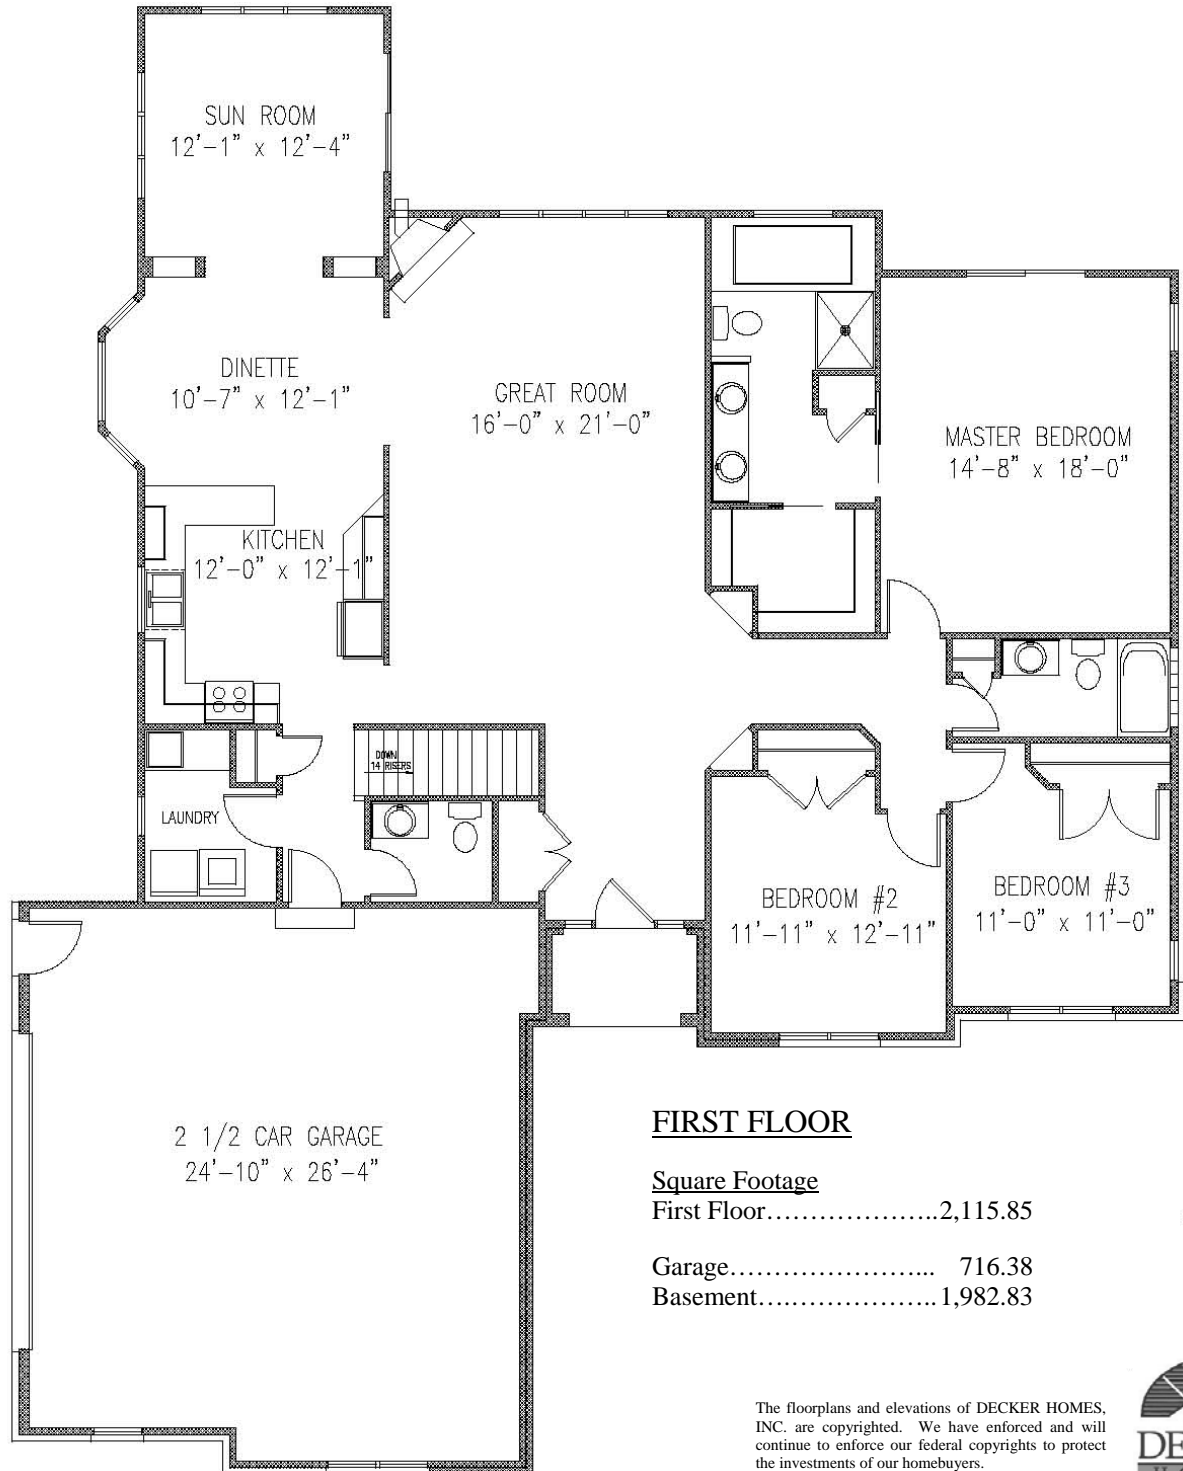 SUN ROOM
12'-1" x 12'-4"
DINETTE
10'-7" x 12'-1"
GREAT ROOM
16'-0" x 21'-0"
MASTER BEDROOM
14'-8" x 18'-0"
KITCHEN
12'-0" x 12'-1"
DOWN
14 RISERS
LAUNDRY
BEDROOM #2
11'-11" x 12'-11"
BEDROOM #3
11'-0" x 11'-0"
2 1/2 CAR GARAGE
24'-10" x 26'-4"
FIRST FLOOR
Square Footage
First Floor....................2,115.85
Garage........................ 716.38
Basement.....................1,982.83
The floorplans and elevations of DECKER HOMES,
INC. are copyrighted. We have enforced and will
continue to enforce our federal copyrights to protect
the investments of our homebuyers.
DE